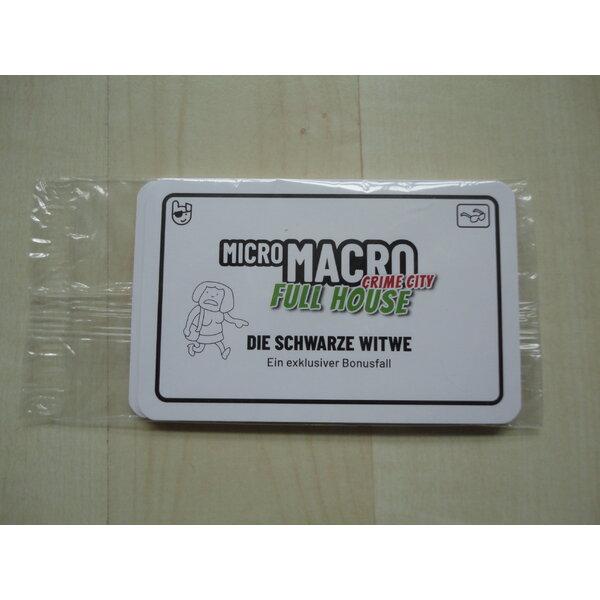 MICRO MACRO
CRIME CITY
FULL HOUSE
DIE SCHWARZE WITWE
Ein exklusiver Bonusfall